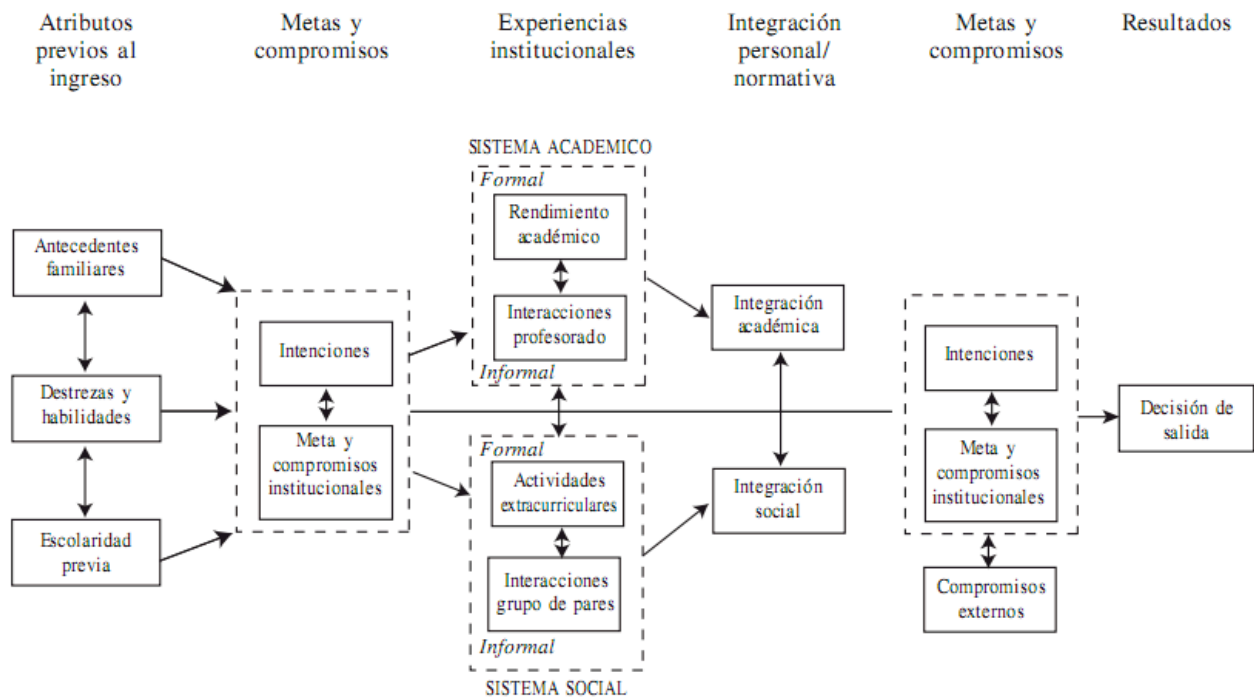 Atributos
previos al
ingreso
Metas y
compromisos
Experiencias
institucionales
Integración
personal/
normativa
Metas y
compromisos
Resultados
SISTEMA ACADEMICO
Formal
Rendimiento
académico
Interacciones
profesorado
Informal
Antecedentes
familiares
Destrezas y
habilidades
Escolaridad
previa
Intenciones
Meta y
compromisos
institucionales
Formal
Actividades
extracurriculares
Interacciones
grupo de pares
Informal
SISTEMA SOCIAL
Integración
académica
Integración
social
Intenciones
Meta y
compromisos
institucionales
Compromisos
externos
Decisión de
salida